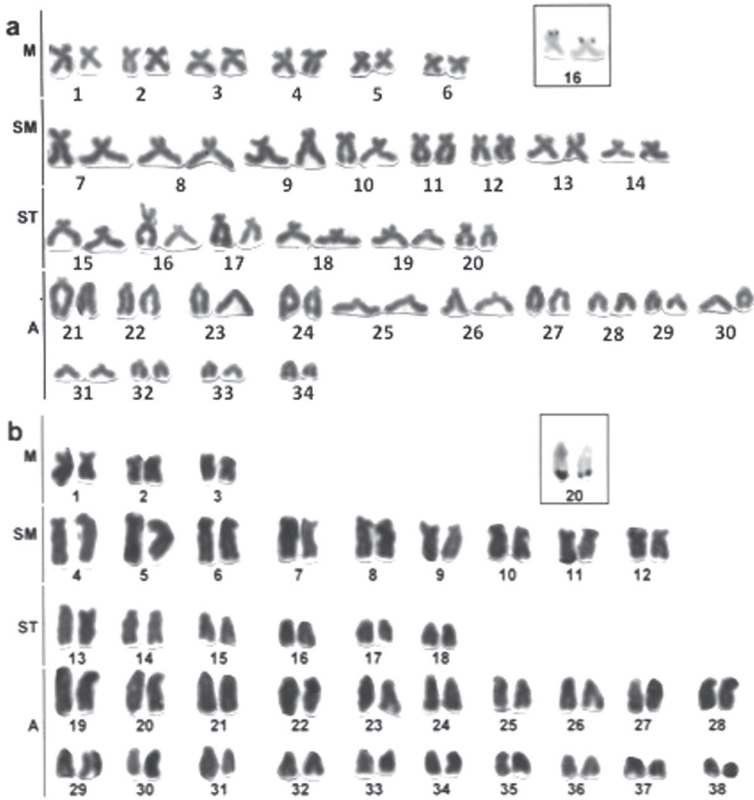 a
M
1 2 3 4 5 6
16
SM
7 8 9 10 11 12 13 14
ST
15 16 17 18 19 20
A
21 22 23 24 25 26 27 28 29 30
31 32 33 34
b
M
1 2 3
20
SM
4 5 6 7 8 9 10 11 12
ST
13 14 15 16 17 18
A
19 20 21 22 23 24 25 26 27 28
29 30 31 32 33 34 35 36 37 38